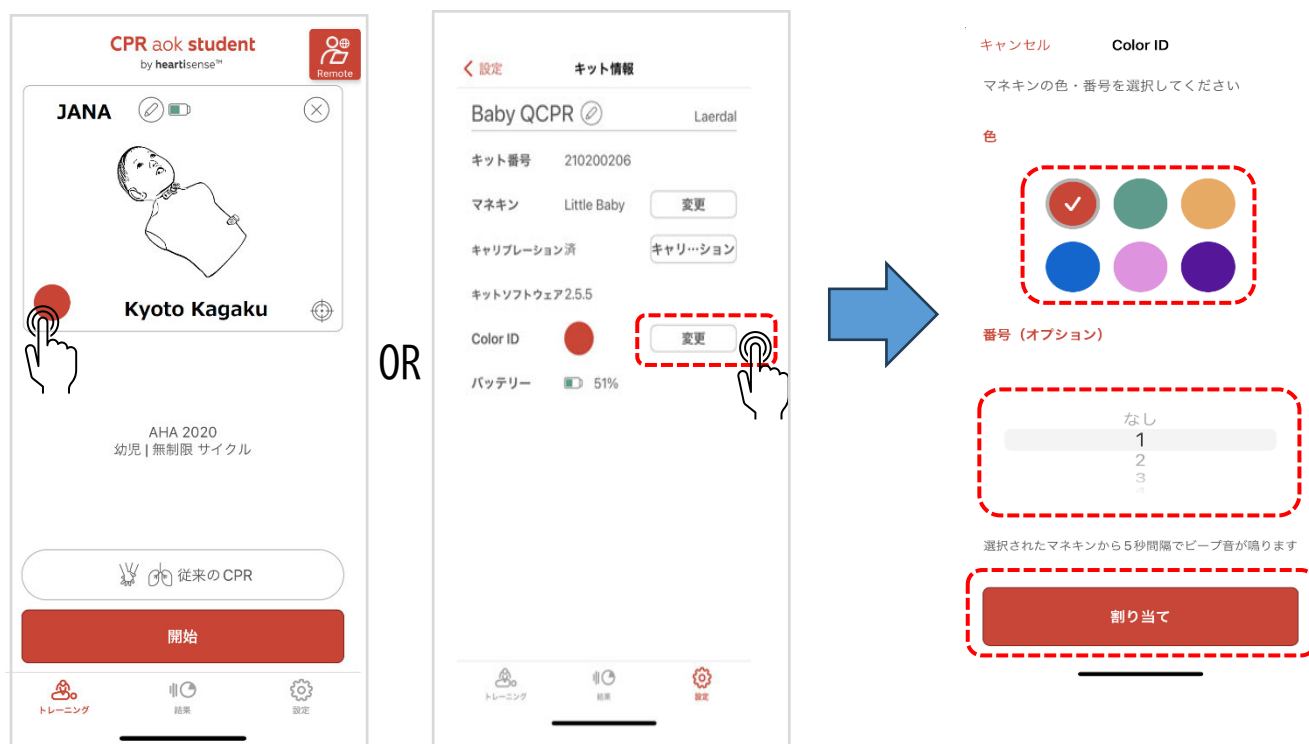 CPR aok student
by heartisense™
Remote
JANA
Kyoto Kagaku
AHA 2020
幼児 | 無制限 サイクル
従来のCPR
開始
トレーニング
結果
設定
OR
設定
キット情報
Baby QCPR
Laerdal
キット番号 210200206
マネキン Little Baby 変更
キャリブレーション済 キャリ…ション
キットソフトウェア2.5.5
Color ID 変更
バッテリー 51%
トレーニング
結果
設定
キャンセル Color ID
マネキンの色・番号を選択してください
色
番号（オプション）
なし
1
2
3
4
選択されたマネキンから5秒間隔でビープ音が鳴ります
割り当て